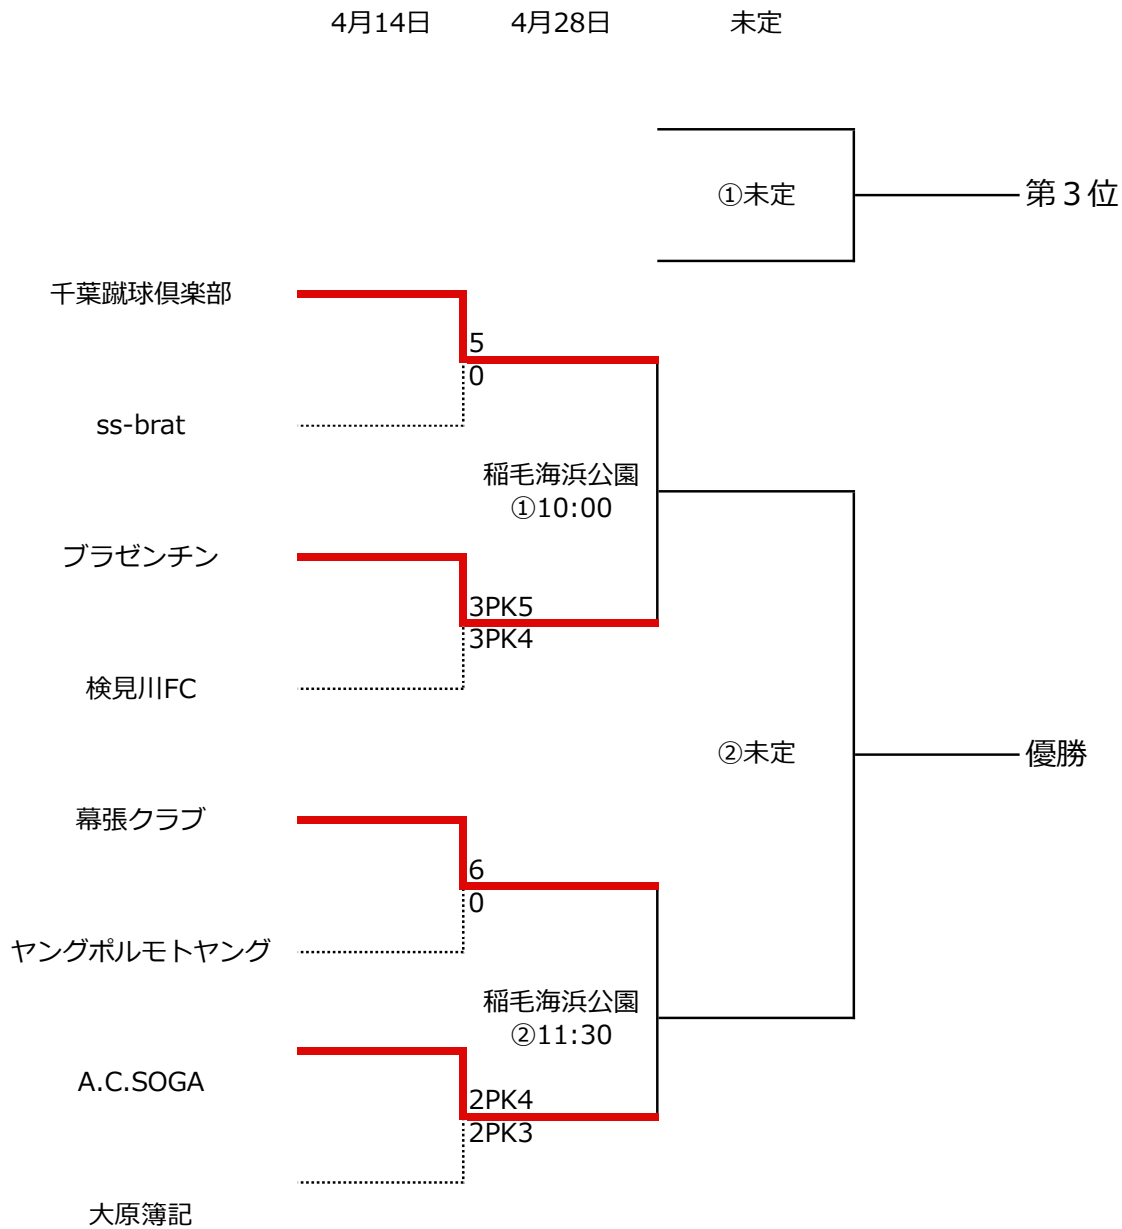 4月14日 4月28日 未定
①未定 第３位
千葉蹴球倶楽部
5
0
ss-brat
稲毛海浜公園
①10:00
ブラゼンチン
3PK5
3PK4
検見川FC
②未定 優勝
幕張クラブ
6
0
ヤングポルモトヤング
稲毛海浜公園
②11:30
A.C.SOGA
2PK4
2PK3
大原簿記